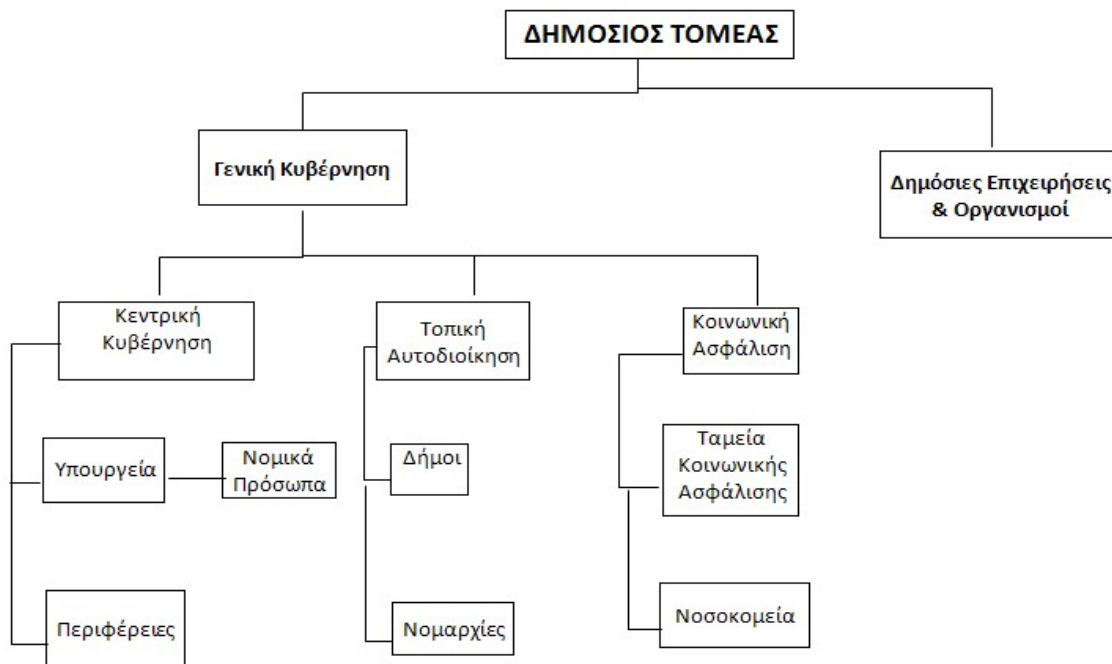 ΔΗΜΟΣΙΟΣ ΤΟΜΕΑΣ
Γενική Κυβέρνηση
Δημόσιες Επιχειρήσεις
& Οργανισμοί
Κεντρική
Κυβέρνηση
Τοπική
Αυτοδιοίκηση
Κοινωνική
Ασφάλιση
Υπουργεία
Νομικά
Πρόσωπα
Δήμοι
Ταμεία
Κοινωνικής
Ασφάλισης
Περιφέρειες
Νομαρχίες
Νοσοκομεία